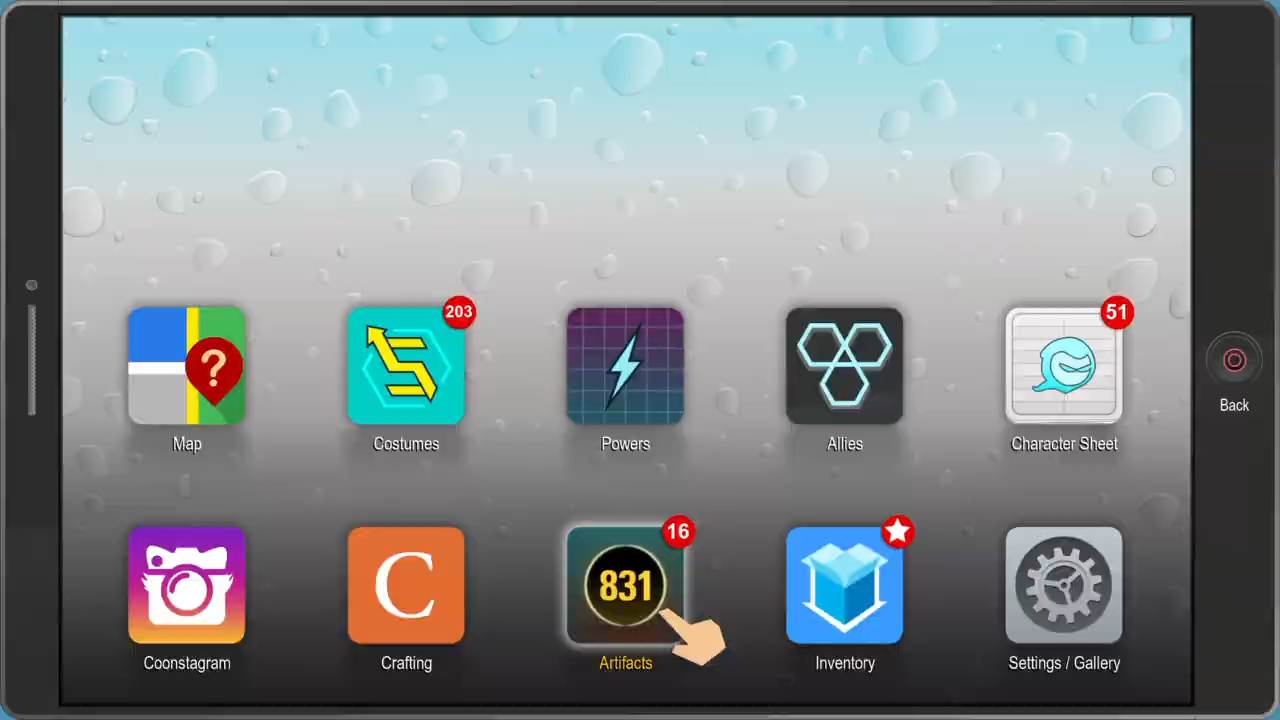 203
51
?
Map
Costumes
Powers
Allies
Character Sheet
Back
16
C
831
Coonstagram
Crafting
Artifacts
Inventory
Settings / Gallery